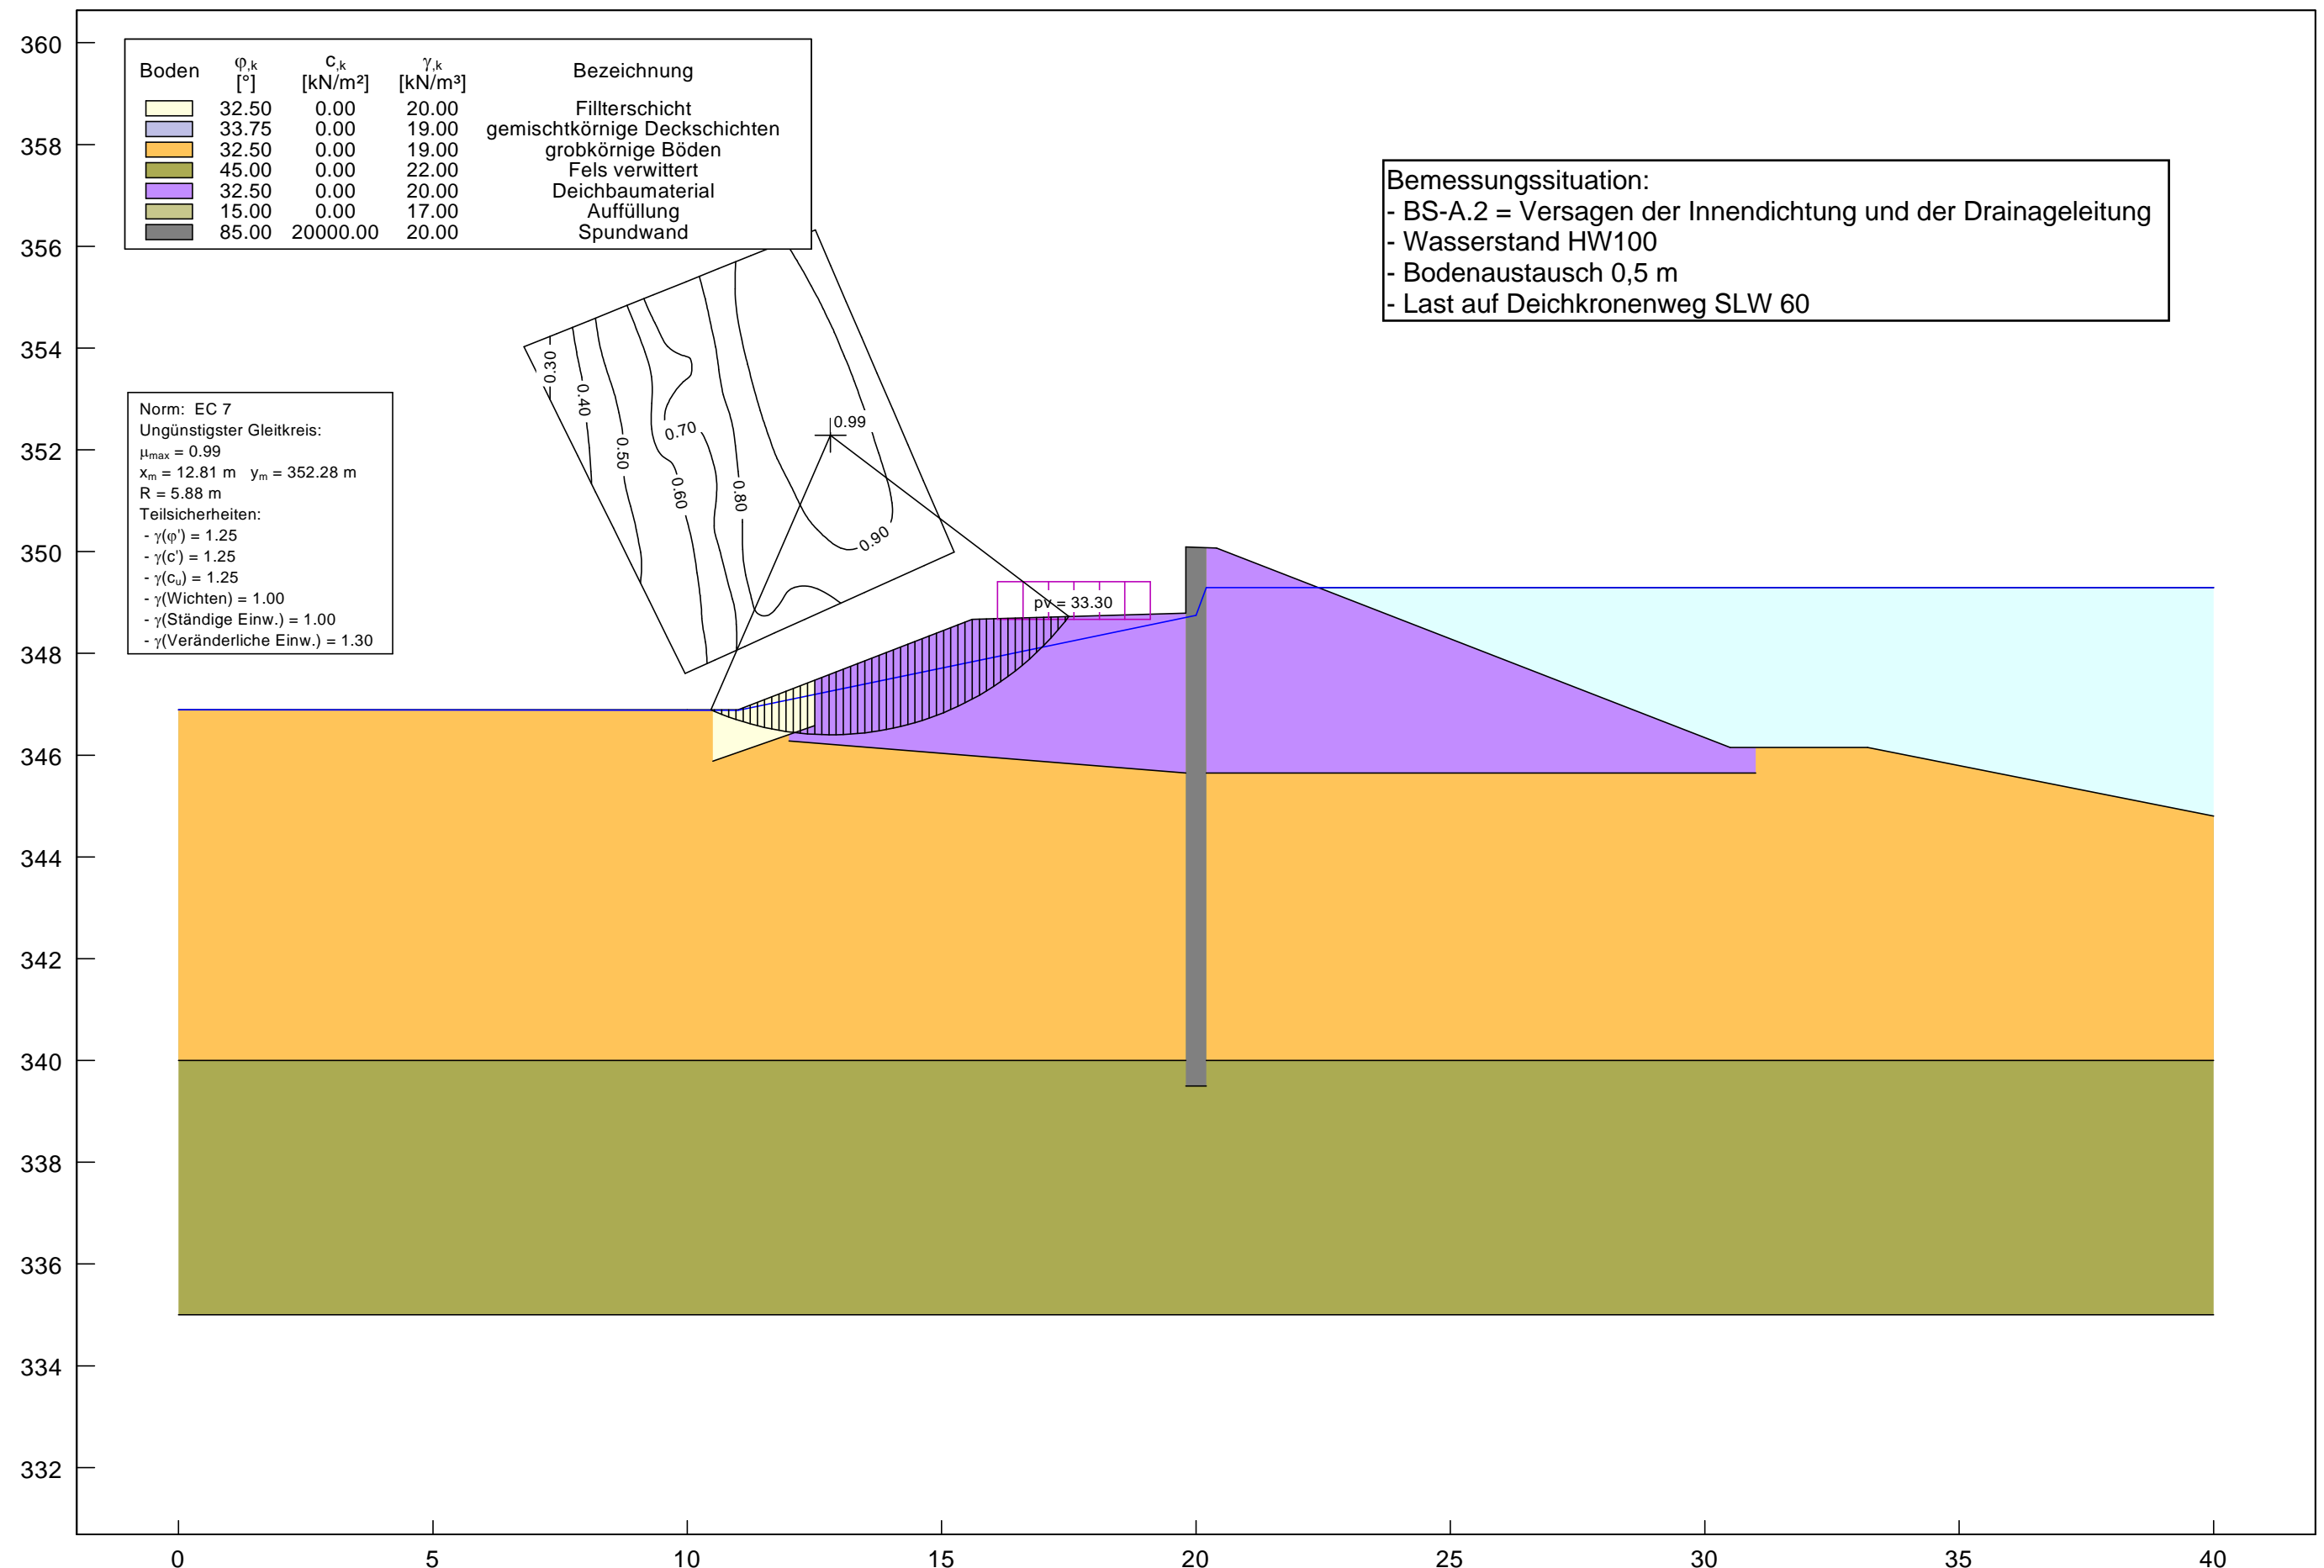 Boden φ,k c,k γ,k Bezeichnung
[°] [kN/m²] [kN/m³]
32.50 0.00 20.00 Fillterschicht
33.75 0.00 19.00 gemischtkörnige Deckschichten
32.50 0.00 19.00 grobkörnige Böden
45.00 0.00 22.00 Fels verwittert
32.50 0.00 20.00 Deichbaumaterial
15.00 0.00 17.00 Auffüllung
85.00 20000.00 20.00 Spundwand
Bemessungssituation:
- BS-A.2 = Versagen der Innendichtung und der Drainageleitung
- Wasserstand HW100
- Bodenaustausch 0,5 m
- Last auf Deichkronenweg SLW 60
Norm: EC 7
Ungünstigster Gleitkreis:
μmax = 0.99
xm = 12.81 m ym = 352.28 m
R = 5.88 m
Teilsicherheiten:
- γ(φ') = 1.25
- γ(c') = 1.25
- γ(cu) = 1.25
- γ(Wichten) = 1.00
- γ(Ständige Einw.) = 1.00
- γ(Veränderliche Einw.) = 1.30
0.30
0.40
0.50
0.60
0.70
0.80
0.90
0.99
pv = 33.30
360
358
356
354
352
350
348
346
344
342
340
338
336
334
332
0 5 10 15 20 25 30 35 40